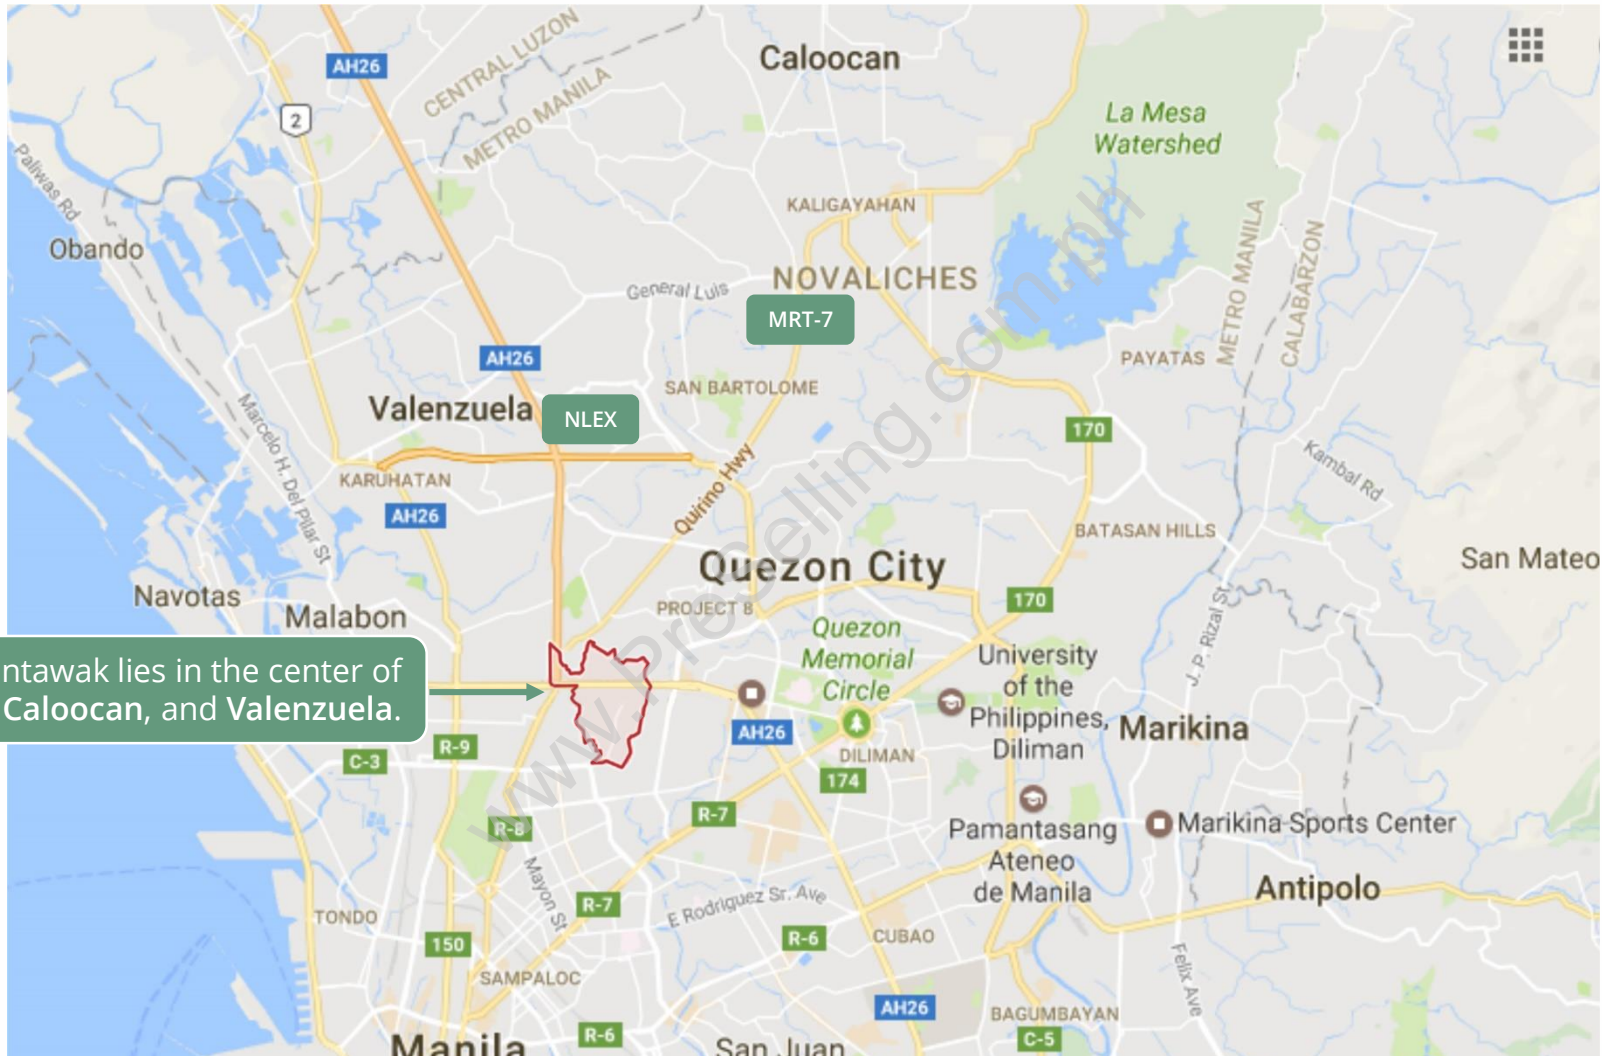 Caloocan
AH26
CENTRAL LUZON
METRO MANILA
2
La Mesa
Watershed
Paliwas Rd
KALIGAYAHAN
METRO MANILA
CALABARZON
Obando
General Luis
NOVALICHES
MRT-7
AH26
PAYATAS
SAN BARTOLOME
Valenzuela
NLEX
170
Marcelo H. Del Pilar St
KARUHATAN
Quirino Hwy
Kambal Rd
AH26
BATASAN HILLS
Quezon City
San Mateo
Navotas
Malabon
PROJECT 8
170
Quezon
Memorial
Circle
J. P. Rizal St
University
of the
Philippines,
Diliman
ntawak lies in the center of
Caloocan, and Valenzuela.
Marikina
AH26
R-9
C-3
DILIMAN
174
R-7
R-8
Pamantasang
Ateneo
de Manila
Marikina Sports Center
Mayon St
Antipolo
R-7
E Rodriguez Sr. Ave
TONDO
150
R-6
CUBAO
SAMPALOC
Felix Ave
AH26
BAGUMBAYAN
R-6
C-5
Manila
San Juan
www.PreSelling.com.ph